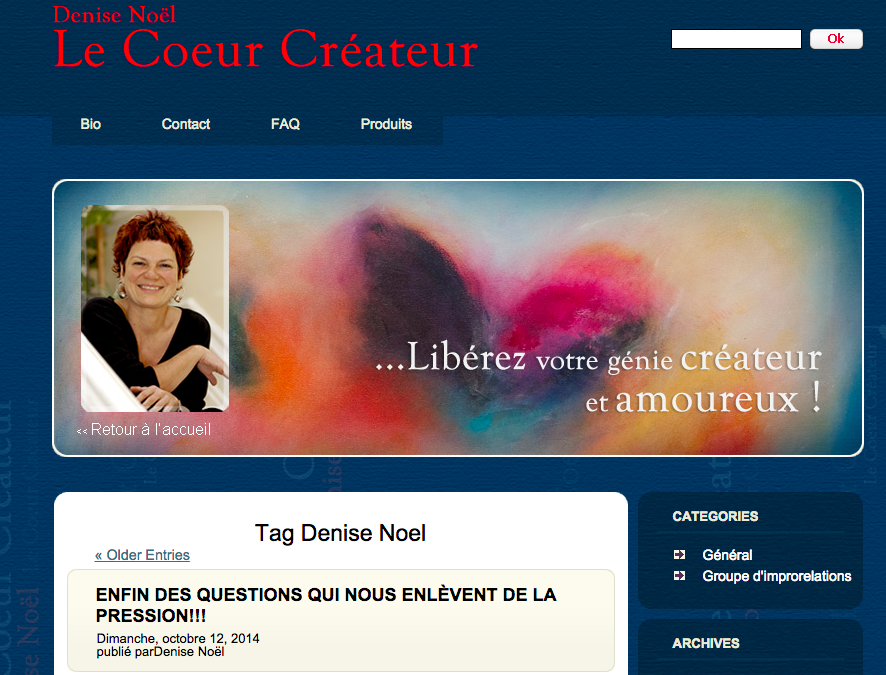 Denise Noël
Le Coeur Créateur
Ok
Bio
Contact
FAQ
Produits
...Libérez votre génie créateur
et amoureux !
<< Retour à l'accueil
Tag Denise Noel
« Older Entries
ENFIN DES QUESTIONS QUI NOUS ENLÈVENT DE LA
PRESSION!!!
Dimanche, octobre 12, 2014
publié parDenise Noël
CATEGORIES
Général
Groupe d'improrelations
ARCHIVES